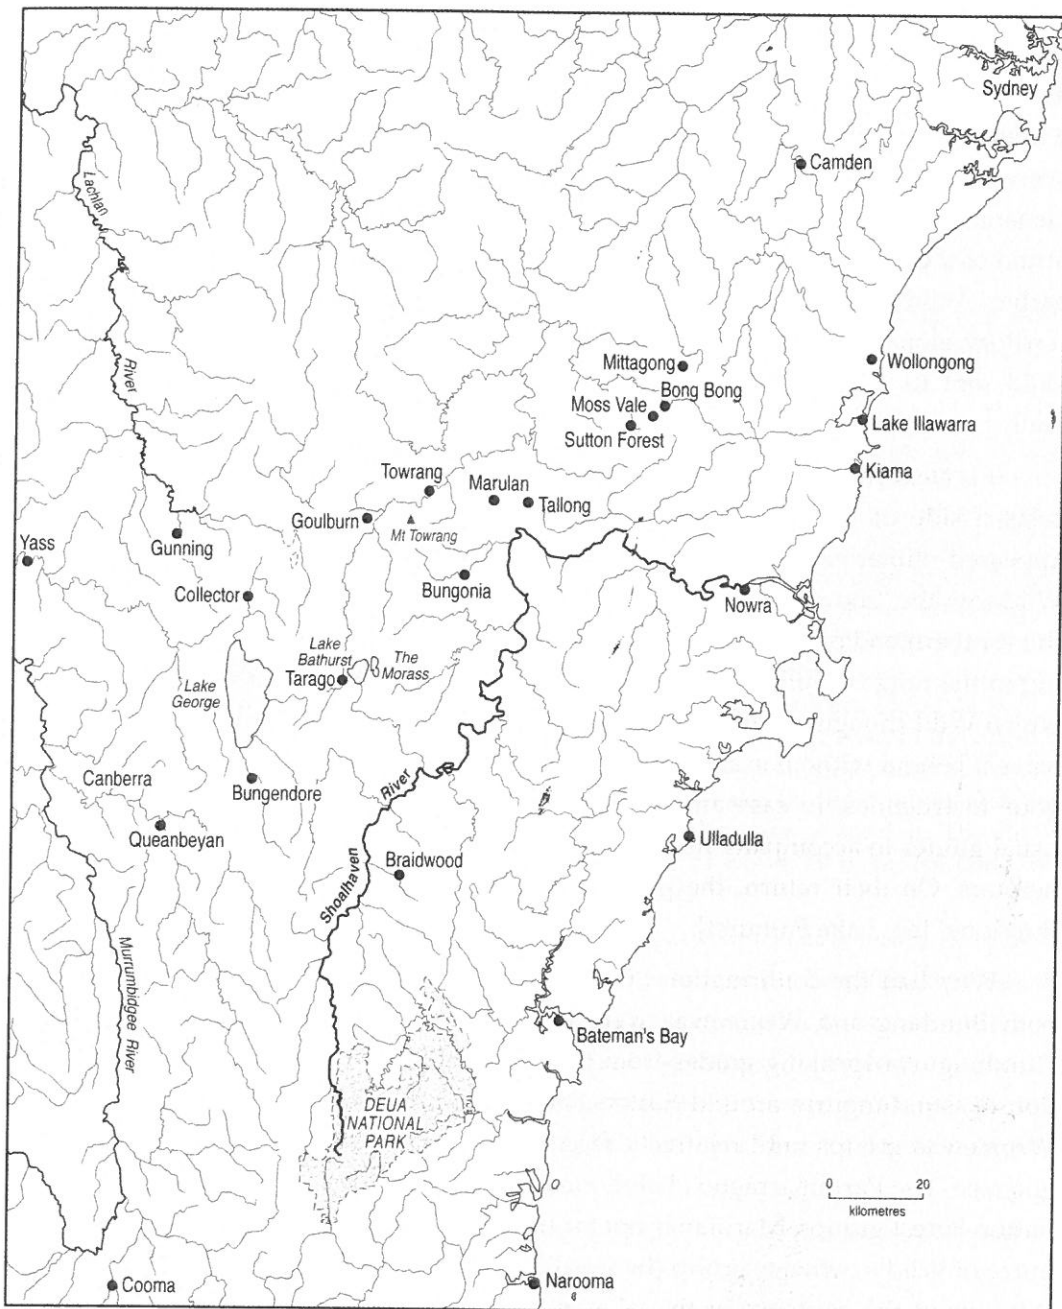 Sydney
Camden
Lachlan
River
Wollongong
Mittagong
Bong Bong
Moss Vale
Lake Illawarra
Sutton Forest
Kiama
Towrang
Marulan
Tallong
Goulburn
Mt Towrang
Yass
Gunning
Bungonia
Collector
Nowra
Lake
Bathurst
The
Morass
Tarago
Lake
George
Canberra
Bungendore
River
Queanbeyan
Ulladulla
Braidwood
Shoalhaven
Murrumbidgee River
Bateman's Bay
DEUA
NATIONAL
PARK
0 20
kilometres
Cooma
Narooma